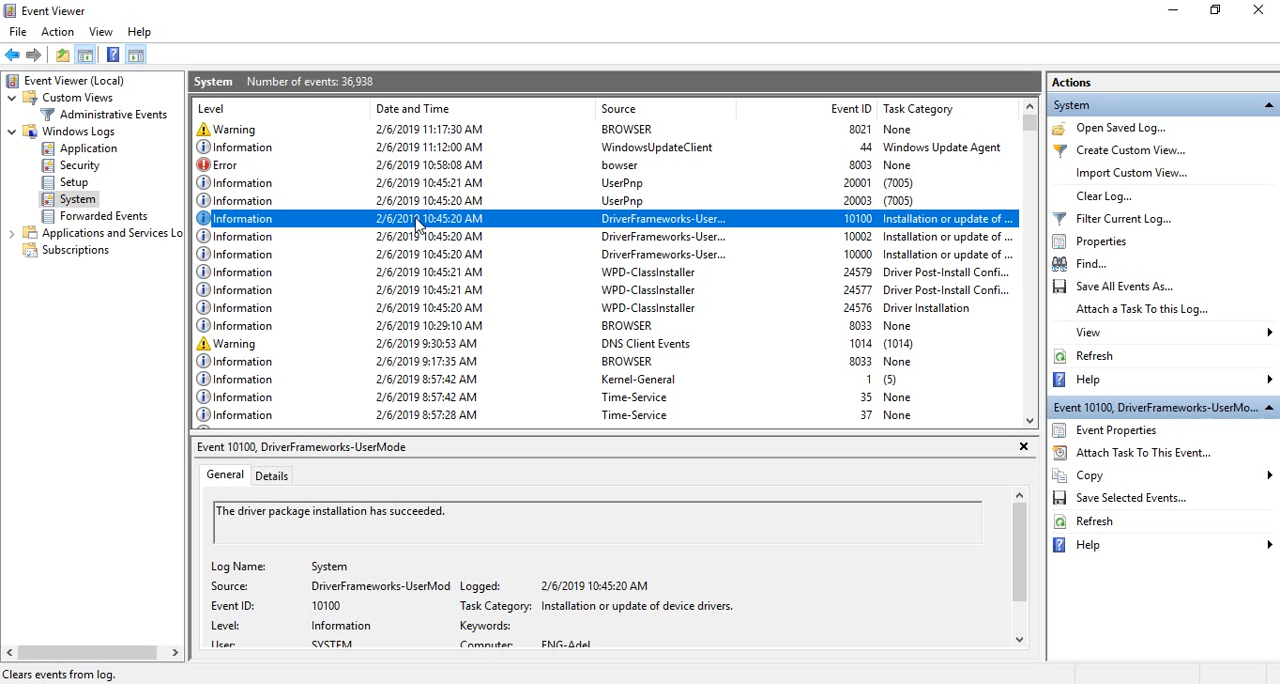 Event Viewer
File Action View Help
Event Viewer (Local)
Custom Views
Administrative Events
Windows Logs
Application
Security
Setup
System
Forwarded Events
Applications and Services Lo
Subscriptions
System Number of events: 36,938
Level Date and Time Source Event ID Task Category
Warning 2/6/2019 11:17:30 AM BROWSER 8021 None
Information 2/6/2019 11:12:00 AM WindowsUpdateClient 44 Windows Update Agent
Error 2/6/2019 10:58:08 AM bowser 8003 None
Information 2/6/2019 10:45:21 AM UserPnp 20001 (7005)
Information 2/6/2019 10:45:20 AM UserPnp 20003 (7005)
Information 2/6/2019 10:45:20 AM DriverFrameworks-User... 10100 Installation or update of ...
Information 2/6/2019 10:45:20 AM DriverFrameworks-User... 10002 Installation or update of ...
Information 2/6/2019 10:45:20 AM DriverFrameworks-User... 10000 Installation or update of ...
Information 2/6/2019 10:45:21 AM WPD-ClassInstaller 24579 Driver Post-Install Confi...
Information 2/6/2019 10:45:21 AM WPD-ClassInstaller 24577 Driver Post-Install Confi...
Information 2/6/2019 10:45:20 AM WPD-ClassInstaller 24576 Driver Installation
Information 2/6/2019 10:29:10 AM BROWSER 8033 None
Warning 2/6/2019 9:30:53 AM DNS Client Events 1014 (1014)
Information 2/6/2019 9:17:35 AM BROWSER 8033 None
Information 2/6/2019 8:57:42 AM Kernel-General 1 (5)
Information 2/6/2019 8:57:42 AM Time-Service 35 None
Information 2/6/2019 8:57:28 AM Time-Service 37 None
Event 10100, DriverFrameworks-UserMode
General Details
The driver package installation has succeeded.
Log Name: System
Source: DriverFrameworks-UserMod Logged: 2/6/2019 10:45:20 AM
Event ID: 10100 Task Category: Installation or update of device drivers.
Level: Information Keywords:
User: SYSTEM Computer: ENG-Adel
Actions
System
Open Saved Log...
Create Custom View...
Import Custom View...
Clear Log...
Filter Current Log...
Properties
Find...
Save All Events As...
Attach a Task To this Log...
View
Refresh
Help
Event 10100, DriverFrameworks-UserMo...
Event Properties
Attach Task To This Event...
Copy
Save Selected Events...
Refresh
Help
Clears events from log.